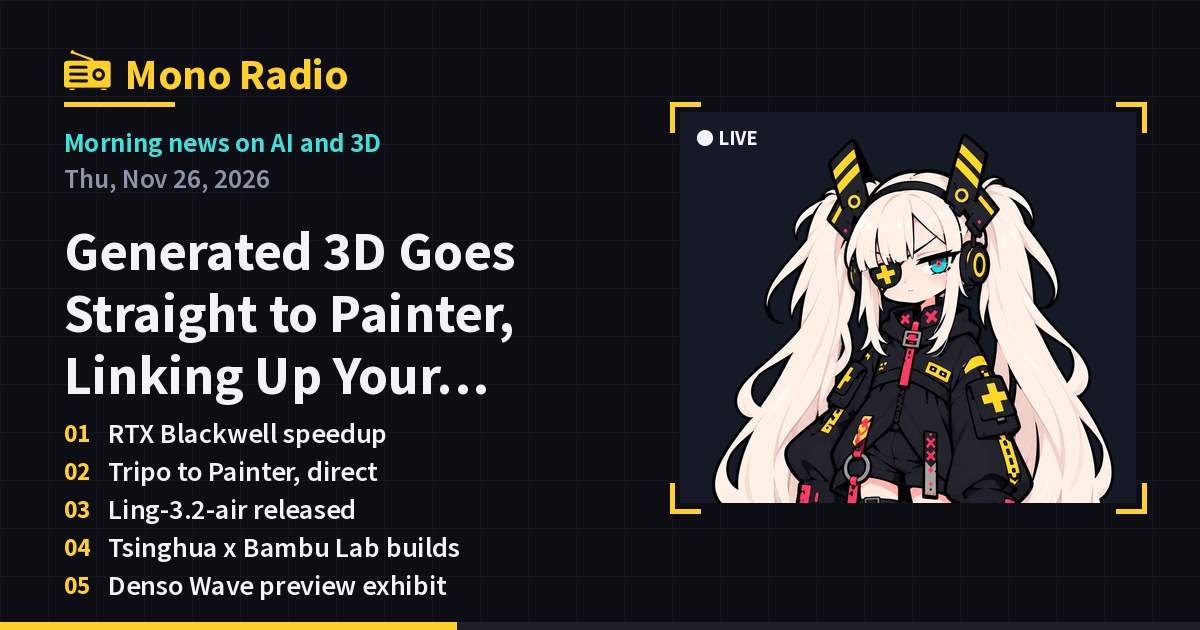 Mono Radio
Morning news on AI and 3D
Thu, Nov 26, 2026
Generated 3D Goes
Straight to Painter,
Linking Up Your...
01 RTX Blackwell speedup
02 Tripo to Painter, direct
03 Ling-3.2-air released
04 Tsinghua x Bambu Lab builds
05 Denso Wave preview exhibit
LIVE